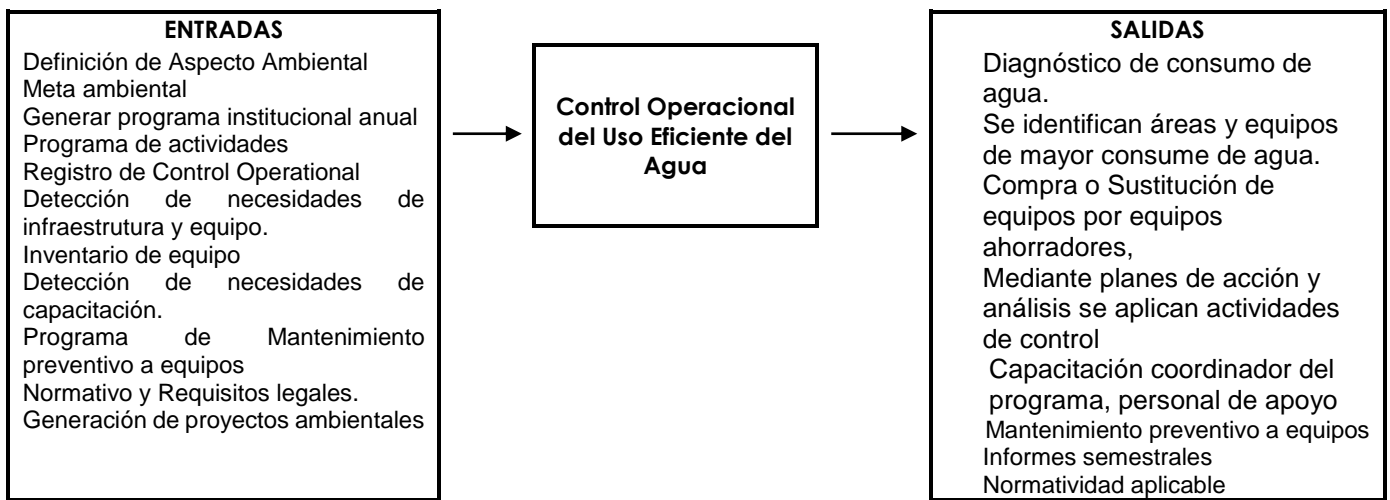 ENTRADAS
Definición de Aspecto Ambiental
Meta ambiental
Generar programa institucional anual
Programa de actividades
Registro de Control Operational
Detección de necesidades de
infraestrutura y equipo.
Inventario de equipo
Detección de necesidades de
capacitación.
Programa de Mantenimiento
preventivo a equipos
Normativo y Requisitos legales.
Generación de proyectos ambientales
Control Operacional
del Uso Eficiente del
Agua
SALIDAS
Diagnóstico de consumo de
agua.
Se identifican áreas y equipos
de mayor consume de agua.
Compra o Sustitución de
equipos por equipos
ahorradores,
Mediante planes de acción y
análisis se aplican actividades
de control
Capacitación coordinador del
programa, personal de apoyo
Mantenimiento preventivo a equipos
Informes semestrales
Normatividad aplicable